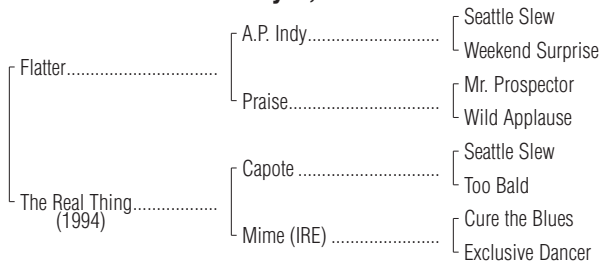 Seattle Slew
A.P. Indy..............................
Weekend Surprise
Flatter...................................
Mr. Prospector
Praise...................................
Wild Applause
Seattle Slew
Capote ................................
Too Bald
The Real Thing....................
(1994)
Cure the Blues
Mime (IRE) .........................
Exclusive Dancer